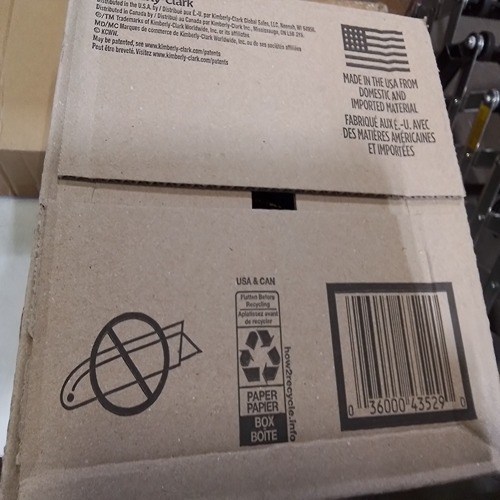 Clark
Distributed in the U.S.A. by / Distribué aux É.-U. par Kimberly-Clark Global Sales, LLC, Neenah, WI 54956.
Distributed in Canada by / Distribué au Canada par Kimberly-Clark Inc., Mississauga, ON L5B 3Y5.
®/TM Trademarks of Kimberly-Clark Worldwide, Inc. or its affiliates
MD/MC Marques de commerce de Kimberly-Clark Worldwide, Inc. ou de ses sociétés affiliées
© KCWW.
May be patented, see www.kimberly-clark.com/patents
Peut être breveté. Visitez www.kimberly-clark.com/patents
MADE IN THE USA FROM
DOMESTIC AND
IMPORTED MATERIAL
FABRIQUÉ AUX É.-U. AVEC
DES MATIÈRES AMÉRICAINES
ET IMPORTÉES
USA & CAN
Flatten Before
Recycling
Aplatissez avant
de recycler
PAPER
PAPIER
BOX
BOÎTE
how2recycle.info
0 36000 43529 0